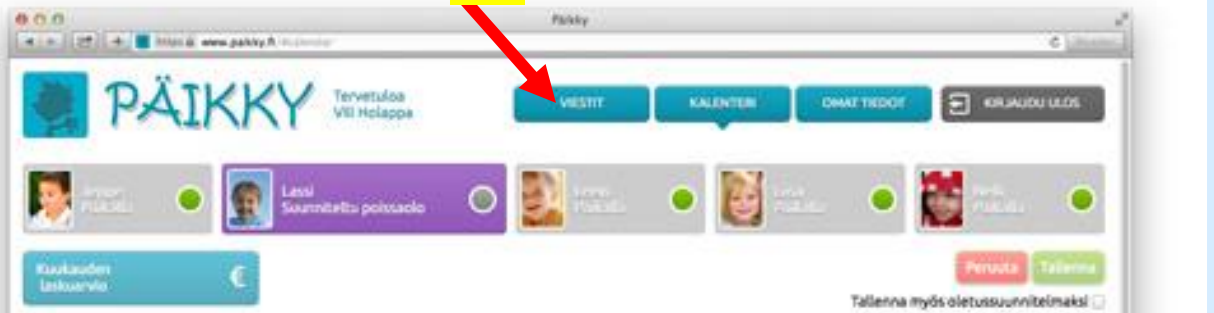 Päikky
www.paikky.fi
PÄIKKY
Tervetuloa
Vili Holappa
VIESTIT
KALENTERI
OMAT TIEDOT
KIRJAUDU ULOS
Lassi
Suunniteltu poissaolo
Kuukauden
laskuarvio
€
Peruuta
Tallenna
Tallenna myös oletussuunnitelmaksi